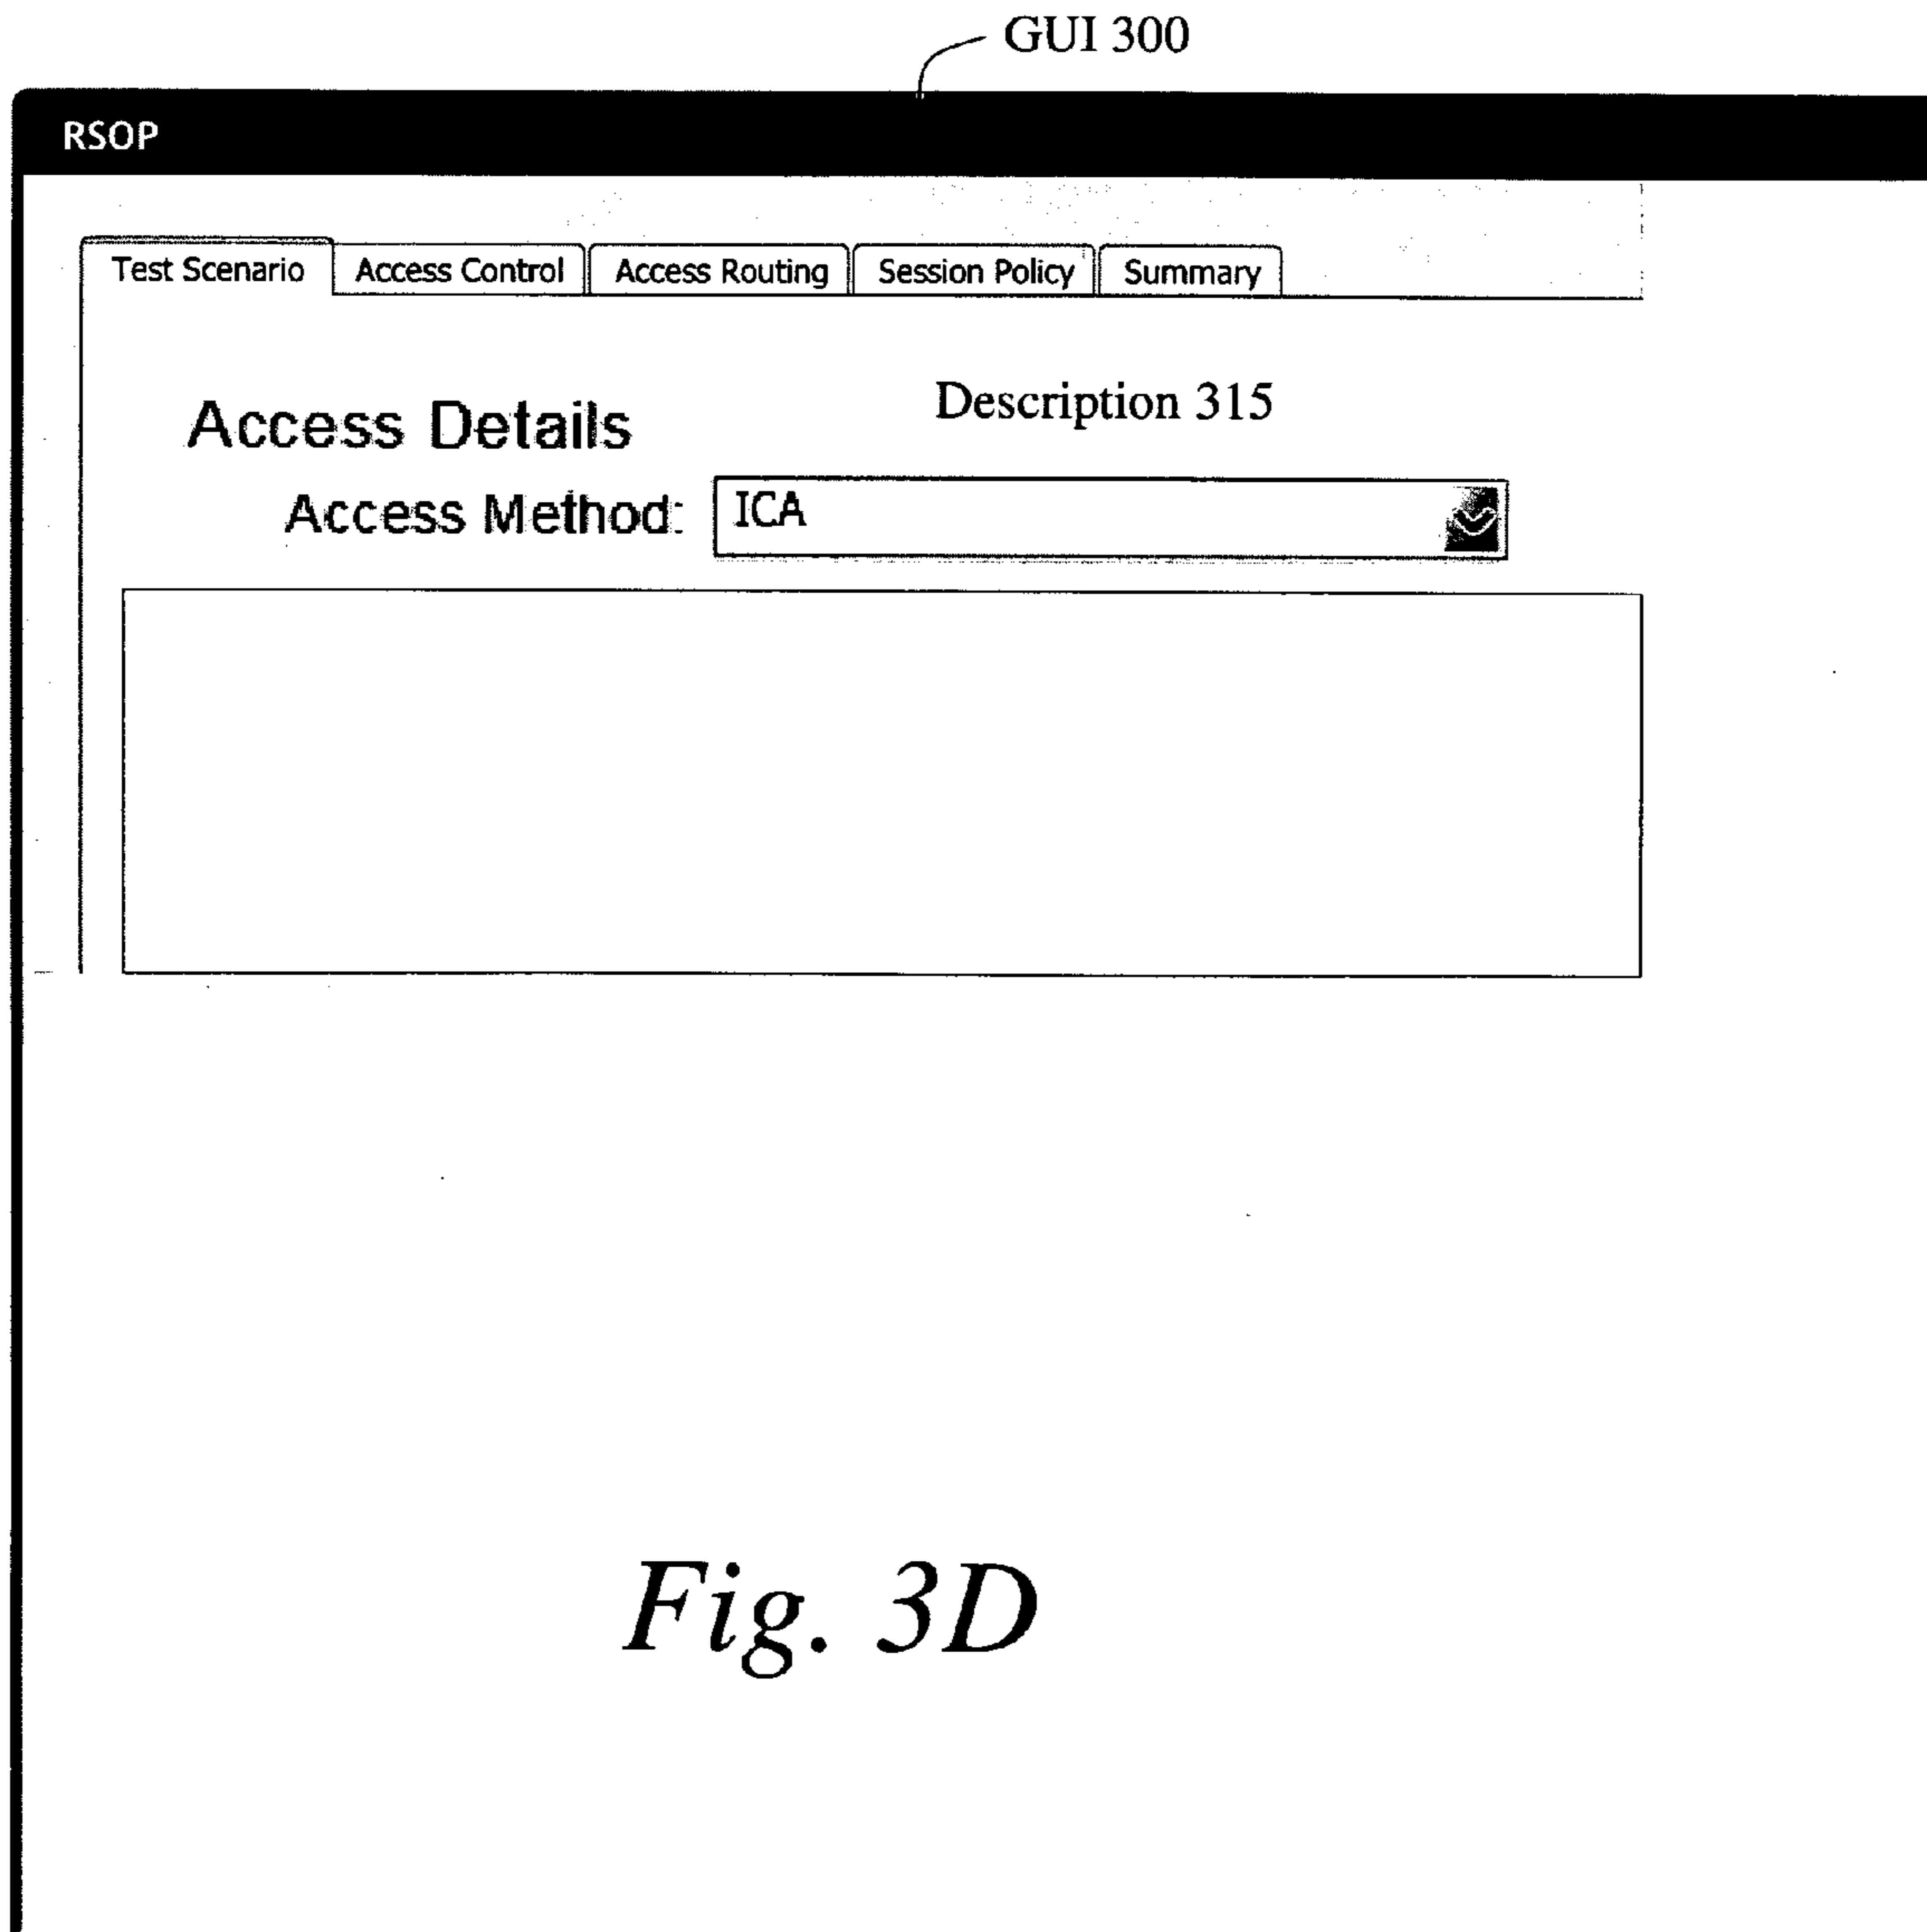 GUI 300
RSOP
Test Scenario Access Control Access Routing Session Policy Summary
Access Details
Description 315
Access Method: ICA
Fig. 3D